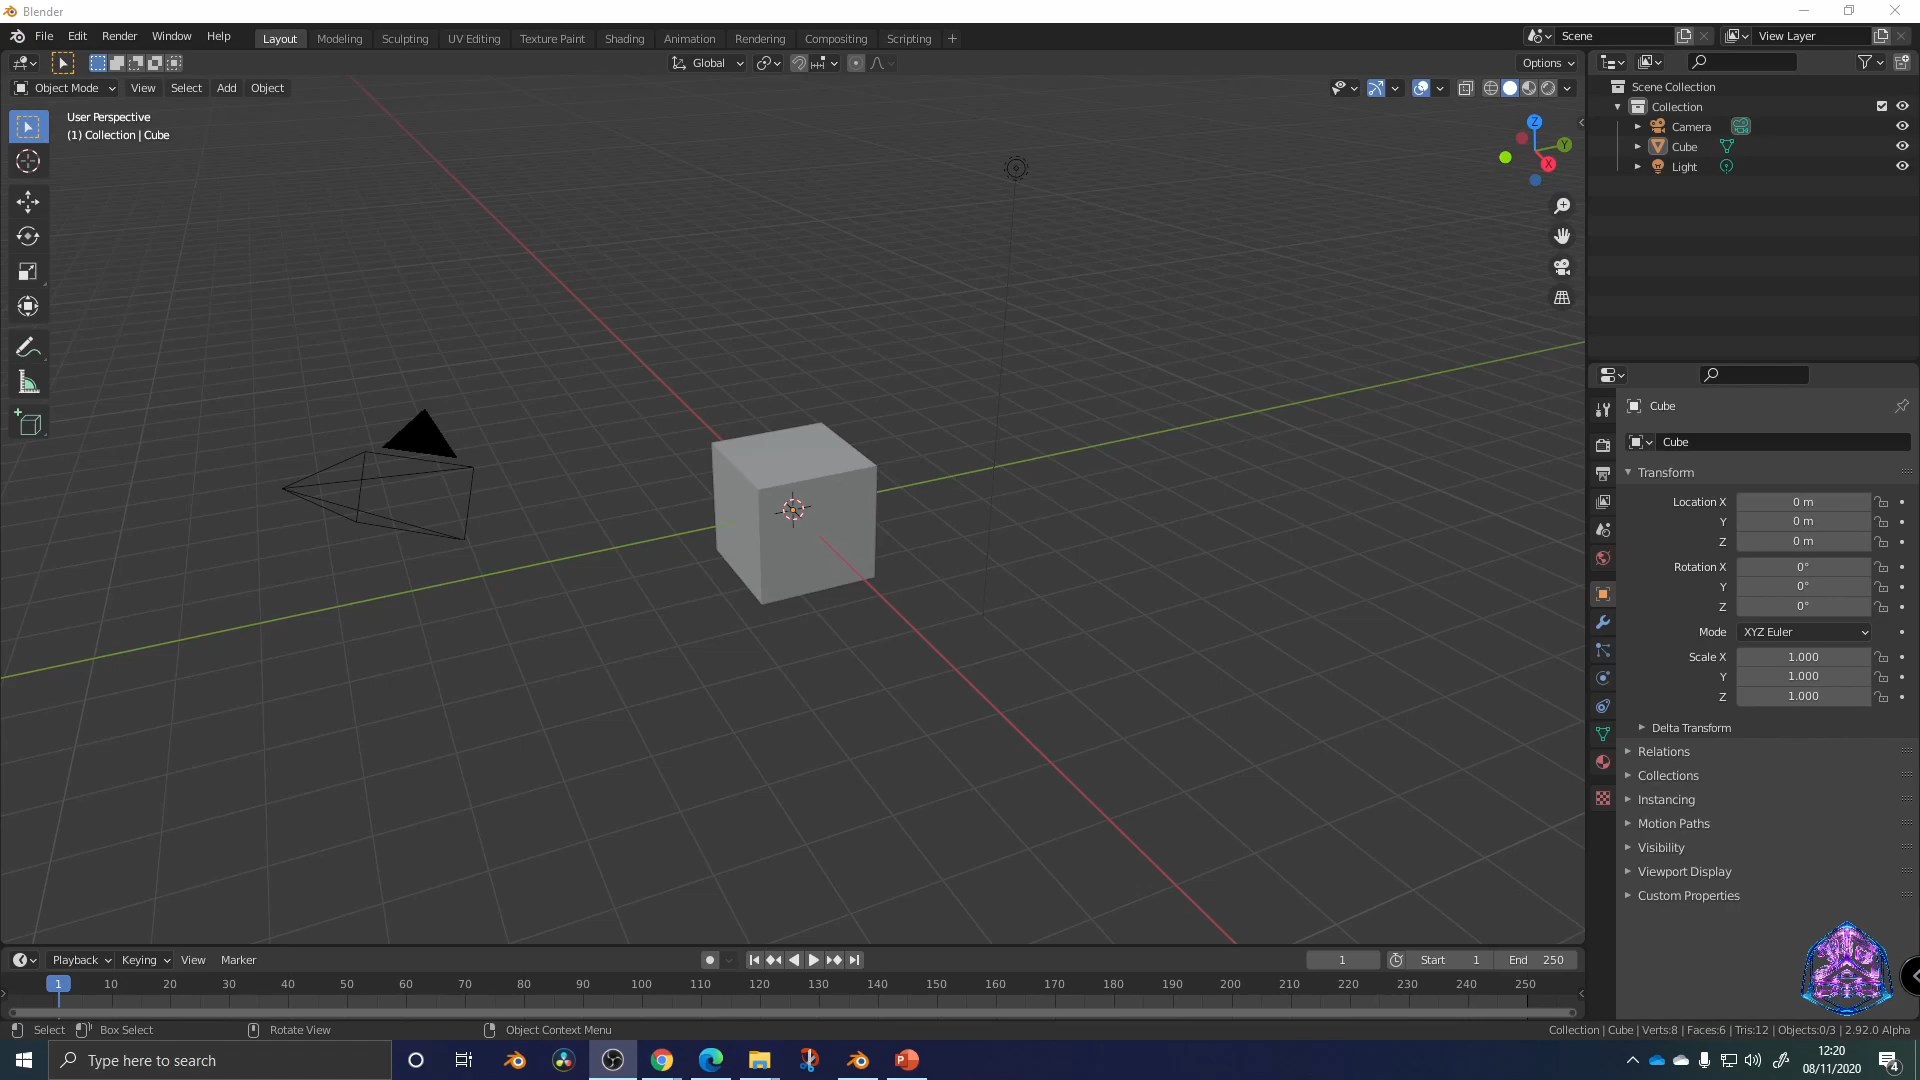 Blender
File Edit Render Window Help Layout Modeling Sculpting UV Editing Texture Paint Shading Animation Rendering Compositing Scripting + Scene View Layer
Global Options
Object Mode View Select Add Object
User Perspective
(1) Collection | Cube
Z
Y
X
Scene Collection
Collection
Camera
Cube
Light
Cube
Cube
Transform
Location X 0 m
Y 0 m
Z 0 m
Rotation X 0°
Y 0°
Z 0°
Mode XYZ Euler
Scale X 1.000
Y 1.000
Z 1.000
Delta Transform
Relations
Collections
Instancing
Motion Paths
Visibility
Viewport Display
Custom Properties
Playback Keying View Marker 1 Start 1 End 250
1 10 20 30 40 50 60 70 80 90 100 110 120 130 140 150 160 170 180 190 200 210 220 230 240 250
Select Box Select Rotate View Object Context Menu Collection | Cube | Verts:8 | Faces:6 | Tris:12 | Objects:0/3 | 2.92.0 Alpha
Type here to search
12:20
08/11/2020
4